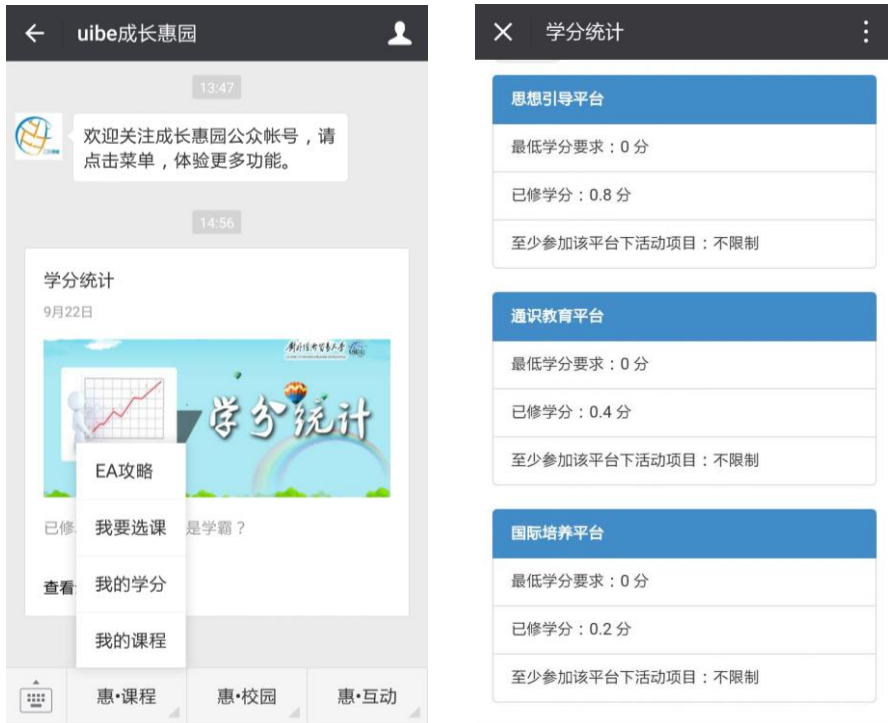 uibe成长惠园
13:47
欢迎关注成长惠园公众帐号，请
点击菜单，体验更多功能。
14:56
学分统计
9月22日
对外经济贸易大学
学分统计
EA攻略
已修
我要选课
是学霸？
查看
我的学分
我的课程
惠•课程
惠•校园
惠•互动
学分统计
思想引导平台
最低学分要求：0 分
已修学分：0.8 分
至少参加该平台下活动项目：不限制
通识教育平台
最低学分要求：0 分
已修学分：0.4 分
至少参加该平台下活动项目：不限制
国际培养平台
最低学分要求：0 分
已修学分：0.2 分
至少参加该平台下活动项目：不限制